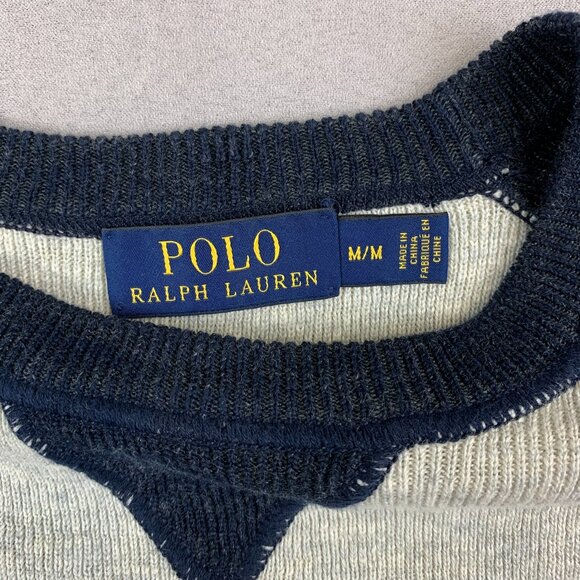 POLO
RALPH LAUREN
M/M
MADE IN
CHINA
FABRIQUÉ EN
CHINE